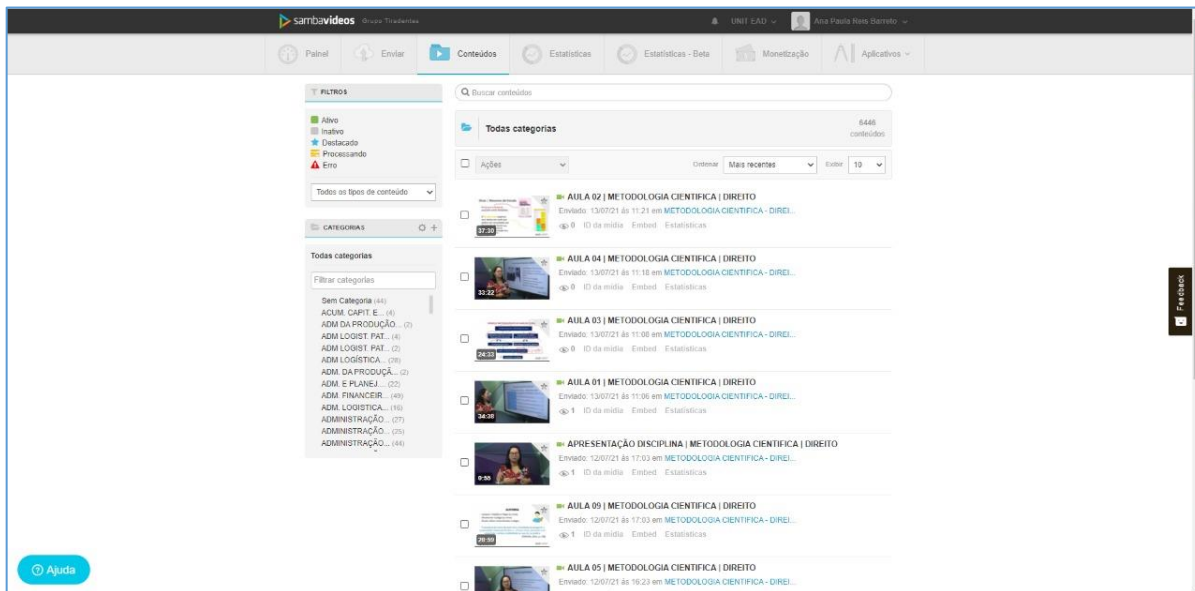 sambavideos Grupo Tiradentes
UNIT EAD
Ana Paula Reis Barreto
Painel
Enviar
Conteúdos
Estatísticas
Estatísticas - Beta
Monetização
Aplicativos
FILTROS
Ativo
Inativo
Destacado
Processando
Erro
Todos os tipos de conteúdo
CATEGORIAS
Todas categorias
Filtrar categorias
Sem Categoria (44)
ACUM. CAPIT. E... (4)
ADM DA PRODUÇÃO... (2)
ADM LOGIST. PAT... (4)
ADM LOGIST. PAT... (2)
ADM LOGÍSTICA... (28)
ADM. DA PRODUÇÃ... (2)
ADM. E PLANEJ.... (22)
ADM. FINANCEIR... (49)
ADM. LOGISTICA... (16)
ADMINISTRAÇÃO... (27)
ADMINISTRAÇÃO... (25)
ADMINISTRAÇÃO... (44)
Buscar conteúdos
Todas categorias
6446
conteúdos
Ações
Ordenar
Mais recentes
Exibir
10
AULA 02 | METODOLOGIA CIENTIFICA | DIREITO
Enviado: 13/07/21 às 11:21 em METODOLOGIA CIENTIFICA - DIREI...
0 ID da mídia Embed Estatísticas
37:30
AULA 04 | METODOLOGIA CIENTIFICA | DIREITO
Enviado: 13/07/21 às 11:18 em METODOLOGIA CIENTIFICA - DIREI...
0 ID da mídia Embed Estatísticas
33:22
AULA 03 | METODOLOGIA CIENTIFICA | DIREITO
Enviado: 13/07/21 às 11:08 em METODOLOGIA CIENTIFICA - DIREI...
0 ID da mídia Embed Estatísticas
24:33
AULA 01 | METODOLOGIA CIENTIFICA | DIREITO
Enviado: 13/07/21 às 11:06 em METODOLOGIA CIENTIFICA - DIREI...
1 ID da mídia Embed Estatísticas
34:28
APRESENTAÇÃO DISCIPLINA | METODOLOGIA CIENTIFICA | DIREITO
Enviado: 12/07/21 às 17:03 em METODOLOGIA CIENTIFICA - DIREI...
1 ID da mídia Embed Estatísticas
0:55
AULA 09 | METODOLOGIA CIENTIFICA | DIREITO
Enviado: 12/07/21 às 17:03 em METODOLOGIA CIENTIFICA - DIREI...
1 ID da mídia Embed Estatísticas
AULA 05 | METODOLOGIA CIENTIFICA | DIREITO
Enviado: 12/07/21 às 16:23 em METODOLOGIA CIENTIFICA - DIREI...
Feedback
Ajuda